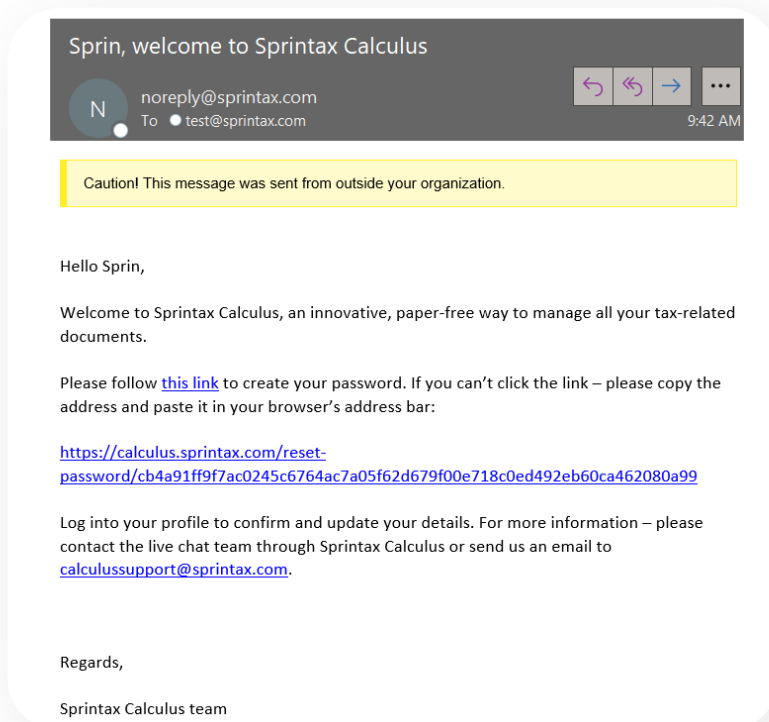 Sprin, welcome to Sprintax Calculus
N
noreply@sprintax.com
To test@sprintax.com
9:42 AM
Caution! This message was sent from outside your organization.
Hello Sprin,
Welcome to Sprintax Calculus, an innovative, paper-free way to manage all your tax-related
documents.
Please follow this link to create your password. If you can’t click the link – please copy the
address and paste it in your browser’s address bar:
https://calculus.sprintax.com/reset-
password/cb4a91ff9f7ac0245c6764ac7a05f62d679f00e718c0ed492eb60ca462080a99
Log into your profile to confirm and update your details. For more information – please
contact the live chat team through Sprintax Calculus or send us an email to
calculussupport@sprintax.com.
Regards,
Sprintax Calculus team